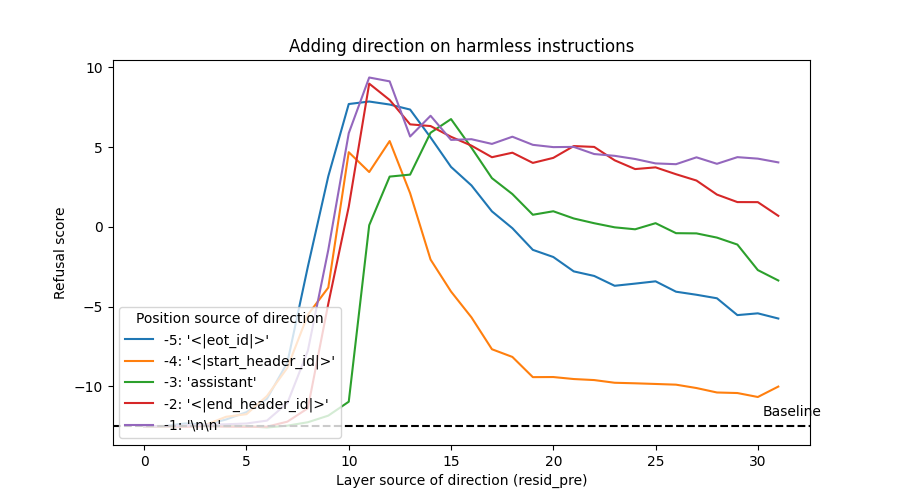 Adding direction on harmless instructions
10
5
0
−5
−10
Refusal score
Position source of direction
-5: '<|eot_id|>'
-4: '<|start_header_id|>'
-3: 'assistant'
-2: '<|end_header_id|>'
-1: '\n\n'
Baseline
0 5 10 15 20 25 30
Layer source of direction (resid_pre)